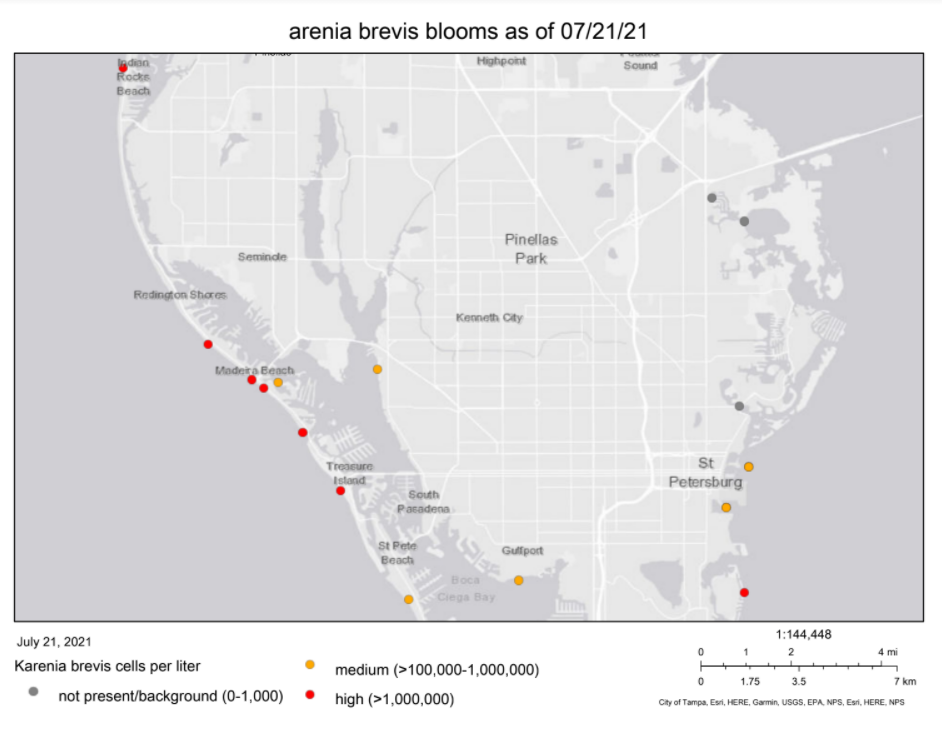 arenia brevis blooms as of 07/21/21
Highpoint
Sound
Indian
Rocks
Beach
Pinellas
Park
Seminole
Redington Shores
Kenneth City
Madeira Beach
St
Petersburg
Treasure
Island
South
Pasadena
St Pete
Beach
Gulfport
Boca
Ciega Bay
July 21, 2021
1:144,448
0 1 2 4 mi
0 1.75 3.5 7 km
Karenia brevis cells per liter
not present/background (0-1,000)
medium (>100,000-1,000,000)
high (>1,000,000)
City of Tampa, Esri, HERE, Garmin, USGS, EPA, NPS, Esri, HERE, NPS